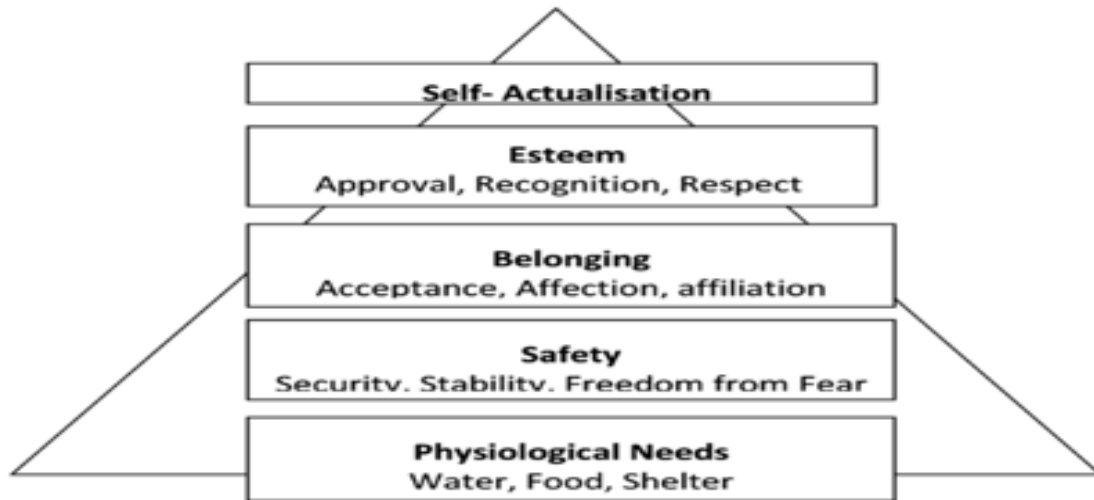 Self- Actualisation
Esteem
Approval, Recognition, Respect
Belonging
Acceptance, Affection, affiliation
Safety
Security, Stability, Freedom from Fear
Physiological Needs
Water, Food, Shelter